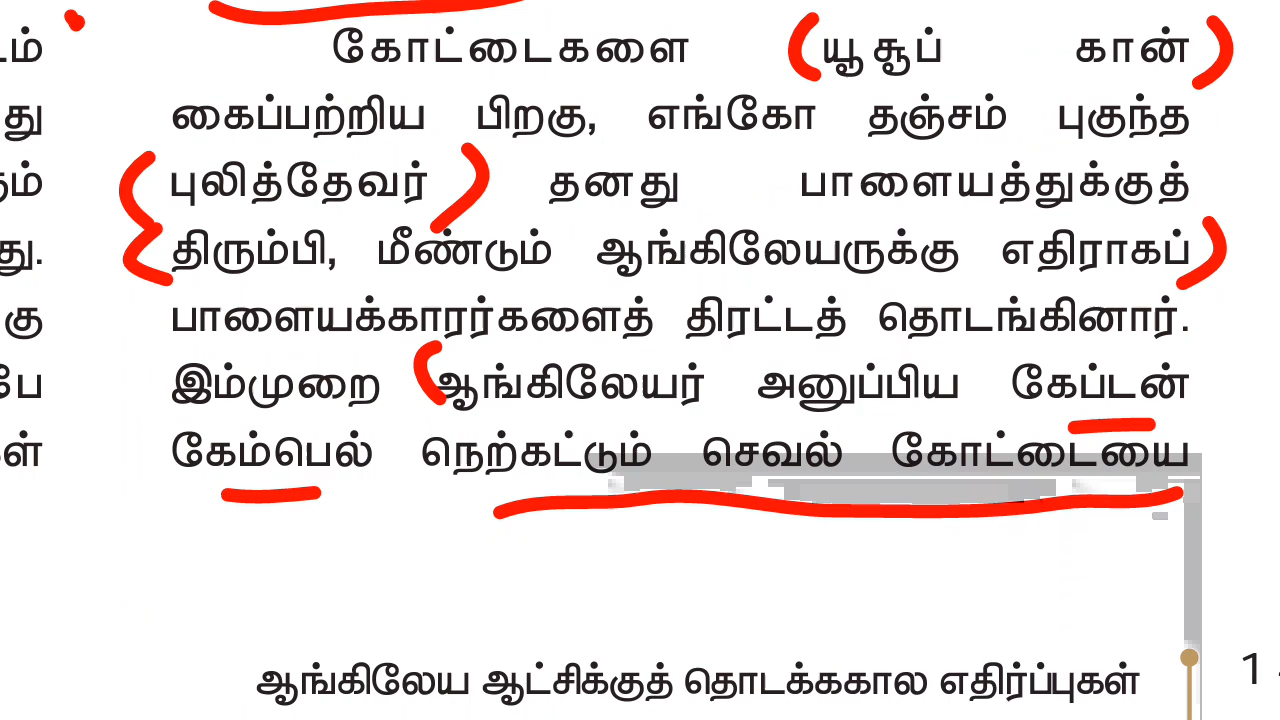 கோட்டைகளை யூசூப் கான்
கைப்பற்றிய பிறகு, எங்கோ தஞ்சம் புகுந்த
புலித்தேவர் தனது பாளையத்துக்குத்
திரும்பி, மீண்டும் ஆங்கிலேயருக்கு எதிராகப்
பாளையக்காரர்களைத் திரட்டத் தொடங்கினார்.
இம்முறை ஆங்கிலேயர் அனுப்பிய கேப்டன்
கேம்பெல் நெற்கட்டும் செவல் கோட்டையை
ஆங்கிலேய ஆட்சிக்குத் தொடக்ககால எதிர்ப்புகள்